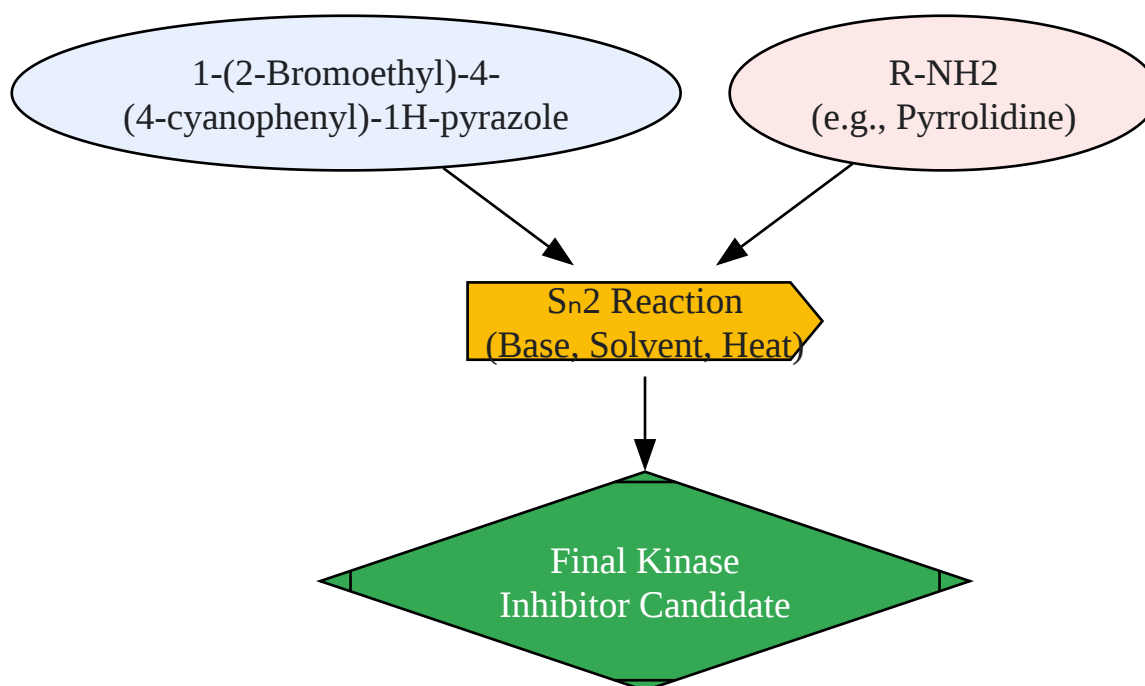 1-(2-Bromoethyl)-4-
(4-cyanophenyl)-1H-pyrazole
R-NH2
(e.g., Pyrrolidine)
Sₙ2 Reaction
(Base, Solvent, Heat)
Final Kinase
Inhibitor Candidate